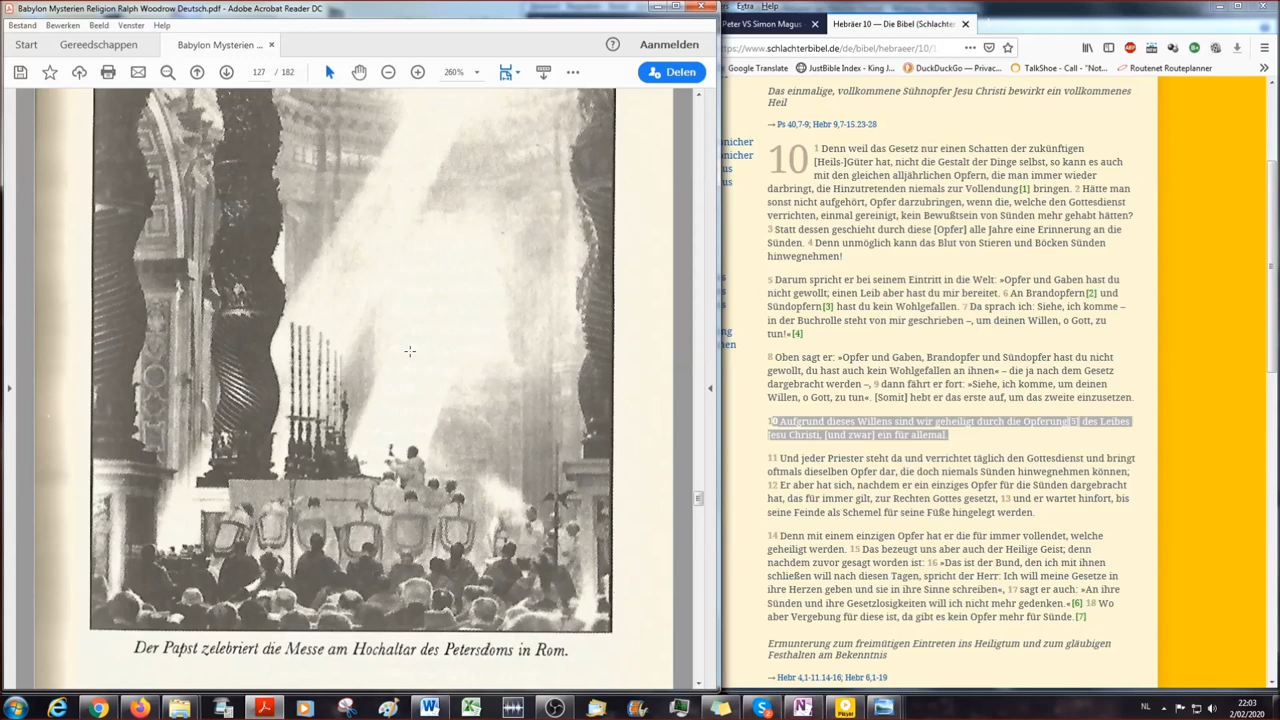 Babylon Mysterien Religion Ralph Woodrow Deutsch.pdf - Adobe Acrobat Reader DC
Bestand Bewerken Beeld Venster Help
Start Gereedschappen Babylon Mysterien ... × Aanmelden
127 / 182 260% Delen
Der Papst zelebriert die Messe am Hochaltar des Petersdoms in Rom.
Extra Help
Peter VS Simon Magus Hebräer 10 — Die Bibel (Schlachter
www.schlachterbibel.de/de/bibel/hebraeer/10/
Google Translate JustBible Index - King J... DuckDuckGo — Privac... TalkShoe - Call - "Not... Routenet Routeplanner
Das einmalige, vollkommene Sühnopfer Jesu Christi bewirkt ein vollkommenes
Heil
→ Ps 40,7-9; Hebr 9,7-15.23-28
10 1 Denn weil das Gesetz nur einen Schatten der zukünftigen
[Heils-]Güter hat, nicht die Gestalt der Dinge selbst, so kann es auch
mit den gleichen alljährlichen Opfern, die man immer wieder
darbringt, die Hinzutretenden niemals zur Vollendung[1] bringen. 2 Hätte man
sonst nicht aufgehört, Opfer darzubringen, wenn die, welche den Gottesdienst
verrichten, einmal gereinigt, kein Bewußtsein von Sünden mehr gehabt hätten?
3 Statt dessen geschieht durch diese [Opfer] alle Jahre eine Erinnerung an die
Sünden. 4 Denn unmöglich kann das Blut von Stieren und Böcken Sünden
hinwegnehmen!
5 Darum spricht er bei seinem Eintritt in die Welt: »Opfer und Gaben hast du
nicht gewollt; einen Leib aber hast du mir bereitet. 6 An Brandopfern[2] und
Sündopfern[3] hast du kein Wohlgefallen. 7 Da sprach ich: Siehe, ich komme –
in der Buchrolle steht von mir geschrieben –, um deinen Willen, o Gott, zu
tun!«[4]
8 Oben sagt er: »Opfer und Gaben, Brandopfer und Sündopfer hast du nicht
gewollt, du hast auch kein Wohlgefallen an ihnen« – die ja nach dem Gesetz
dargebracht werden –, 9 dann fährt er fort: »Siehe, ich komme, um deinen
Willen, o Gott, zu tun«. [Somit] hebt er das erste auf, um das zweite einzusetzen.
10 Aufgrund dieses Willens sind wir geheiligt durch die Opferung[5] des Leibes
Jesu Christi, [und zwar] ein für allemal.
11 Und jeder Priester steht da und verrichtet täglich den Gottesdienst und bringt
oftmals dieselben Opfer dar, die doch niemals Sünden hinwegnehmen können;
12 Er aber hat sich, nachdem er ein einziges Opfer für die Sünden dargebracht
hat, das für immer gilt, zur Rechten Gottes gesetzt, 13 und er wartet hinfort, bis
seine Feinde als Schemel für seine Füße hingelegt werden.
14 Denn mit einem einzigen Opfer hat er die für immer vollendet, welche
geheiligt werden. 15 Das bezeugt uns aber auch der Heilige Geist; denn
nachdem zuvor gesagt worden ist: 16 »Das ist der Bund, den ich mit ihnen
schließen will nach diesen Tagen, spricht der Herr: Ich will meine Gesetze in
ihre Herzen geben und sie in ihre Sinne schreiben«, 17 sagt er auch: »An ihre
Sünden und ihre Gesetzlosigkeiten will ich nicht mehr gedenken.«[6] 18 Wo
aber Vergebung für diese ist, da gibt es kein Opfer mehr für Sünde.[7]
Ermunterung zum freimütigen Eintreten ins Heiligtum und zum gläubigen
Festhalten am Bekenntnis
→ Hebr 4,1-11.14-16; Hebr 6,1-19
NL 22:03
2/02/2020